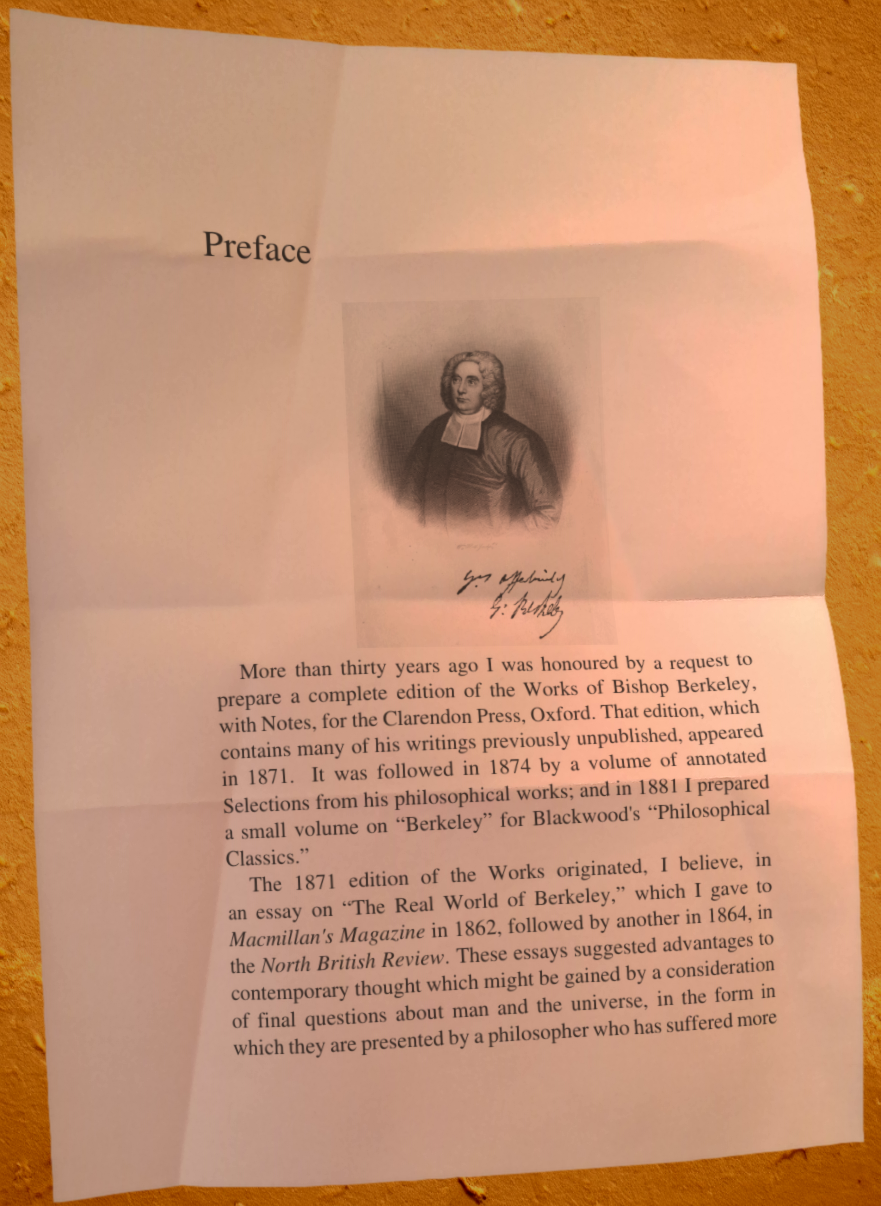 Preface
G: Berkeley
More than thirty years ago I was honoured by a request to
prepare a complete edition of the Works of Bishop Berkeley,
with Notes, for the Clarendon Press, Oxford. That edition, which
contains many of his writings previously unpublished, appeared
in 1871. It was followed in 1874 by a volume of annotated
Selections from his philosophical works; and in 1881 I prepared
a small volume on “Berkeley” for Blackwood's “Philosophical
Classics.”
The 1871 edition of the Works originated, I believe, in
an essay on “The Real World of Berkeley,” which I gave to
Macmillan's Magazine in 1862, followed by another in 1864, in
the North British Review. These essays suggested advantages to
contemporary thought which might be gained by a consideration
of final questions about man and the universe, in the form in
which they are presented by a philosopher who has suffered more